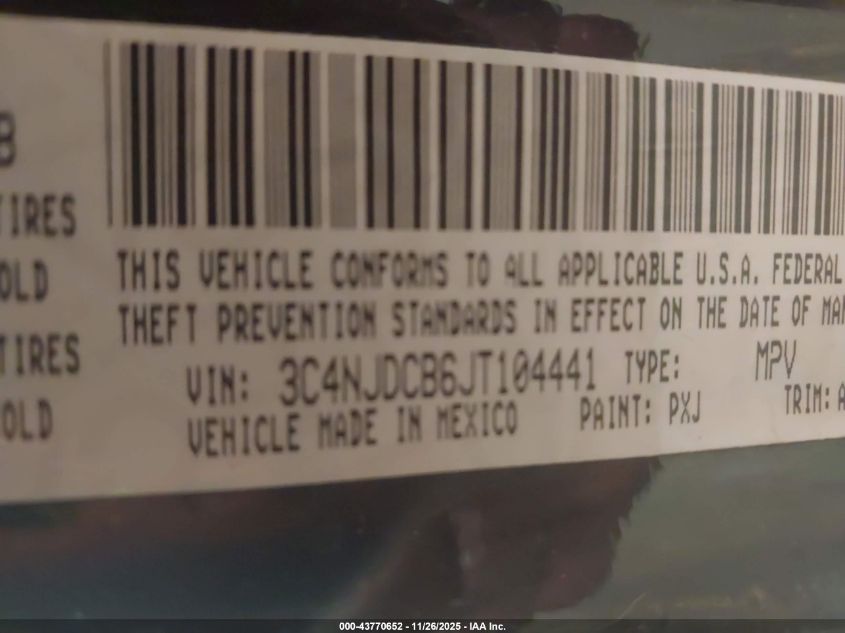 B
TIRES
OLD
TIRES
OLD
THIS VEHICLE CONFORMS TO ALL APPLICABLE U.S.A. FEDERAL
THEFT PREVENTION STANDARDS IN EFFECT ON THE DATE OF MAN
VIN: 3C4NJDCB6JT104441 TYPE: MPV
VEHICLE MADE IN MEXICO PAINT: PXJ TRIM: A
000-43770652 - 11/26/2025 - IAA Inc.